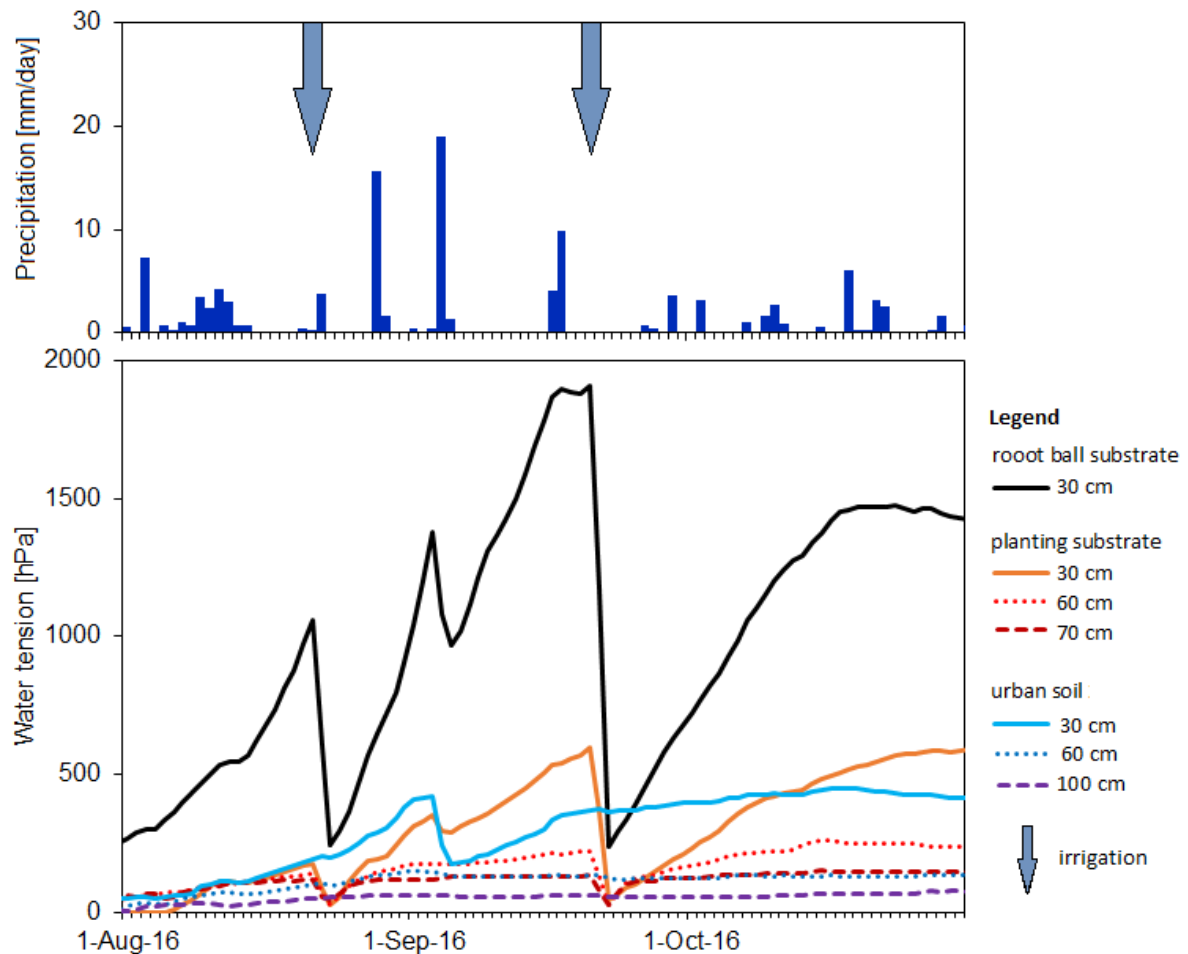 Precipitation [mm/day]
30
20
10
0
Water tension [hPa]
2000
1500
1000
500
0
1-Aug-16
1-Sep-16
1-Oct-16
Legend
rooot ball substrate
30 cm
planting substrate
30 cm
60 cm
70 cm
urban soil
30 cm
60 cm
100 cm
irrigation